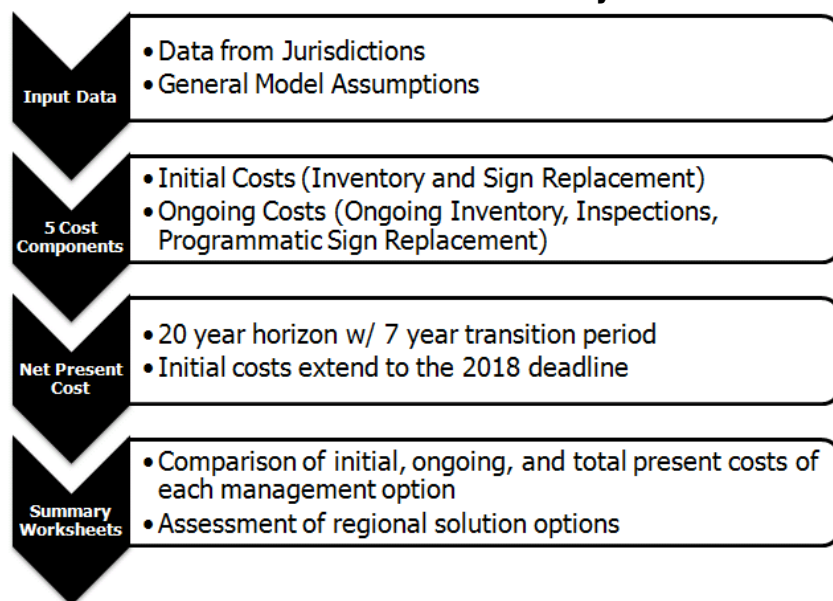 Input Data
• Data from Jurisdictions
• General Model Assumptions
5 Cost
Components
• Initial Costs (Inventory and Sign Replacement)
• Ongoing Costs (Ongoing Inventory, Inspections,
Programmatic Sign Replacement)
Net Present
Cost
• 20 year horizon w/ 7 year transition period
• Initial costs extend to the 2018 deadline
Summary
Worksheets
• Comparison of initial, ongoing, and total present costs of
each management option
• Assessment of regional solution options